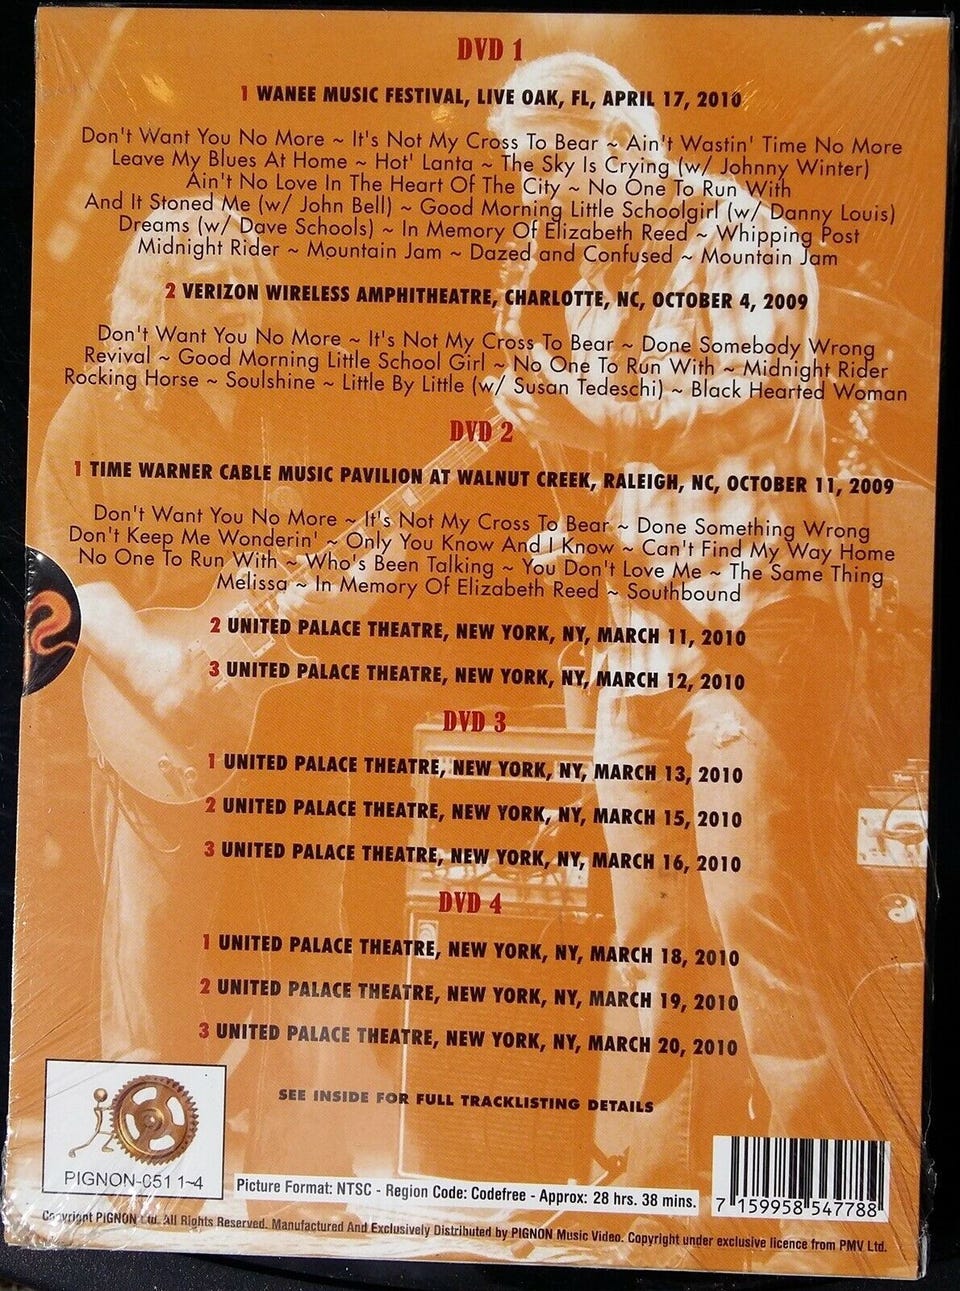 DVD 1
1 WANEE MUSIC FESTIVAL, LIVE OAK, FL, APRIL 17, 2010
Don't Want You No More ~ It's Not My Cross To Bear ~ Ain't Wastin' Time No More
Leave My Blues At Home ~ Hot' Lanta ~ The Sky Is Crying (w/ Johnny Winter)
Ain't No Love In The Heart Of The City ~ No One To Run With
And It Stoned Me (w/ John Bell) ~ Good Morning Little Schoolgirl (w/ Danny Louis)
Dreams (w/ Dave Schools) ~ In Memory Of Elizabeth Reed ~ Whipping Post
Midnight Rider ~ Mountain Jam ~ Dazed and Confused ~ Mountain Jam
2 VERIZON WIRELESS AMPHITHEATRE, CHARLOTTE, NC, OCTOBER 4, 2009
Don't Want You No More ~ It's Not My Cross To Bear ~ Done Somebody Wrong
Revival ~ Good Morning Little School Girl ~ No One To Run With ~ Midnight Rider
Rocking Horse ~ Soulshine ~ Little By Little (w/ Susan Tedeschi) ~ Black Hearted Woman
DVD 2
1 TIME WARNER CABLE MUSIC PAVILION AT WALNUT CREEK, RALEIGH, NC, OCTOBER 11, 2009
Don't Want You No More ~ It's Not My Cross To Bear ~ Done Something Wrong
Don't Keep Me Wonderin' ~ Only You Know And I Know ~ Can't Find My Way Home
No One To Run With ~ Who's Been Talking ~ You Don't Love Me ~ The Same Thing
Melissa ~ In Memory Of Elizabeth Reed ~ Southbound
2 UNITED PALACE THEATRE, NEW YORK, NY, MARCH 11, 2010
3 UNITED PALACE THEATRE, NEW YORK, NY, MARCH 12, 2010
DVD 3
1 UNITED PALACE THEATRE, NEW YORK, NY, MARCH 13, 2010
2 UNITED PALACE THEATRE, NEW YORK, NY, MARCH 15, 2010
3 UNITED PALACE THEATRE, NEW YORK, NY, MARCH 16, 2010
DVD 4
1 UNITED PALACE THEATRE, NEW YORK, NY, MARCH 18, 2010
2 UNITED PALACE THEATRE, NEW YORK, NY, MARCH 19, 2010
3 UNITED PALACE THEATRE, NEW YORK, NY, MARCH 20, 2010
SEE INSIDE FOR FULL TRACKLISTING DETAILS
PIGNON-051 1~4
Picture Format: NTSC - Region Code: Codefree - Approx: 28 hrs. 38 mins.
7 159958 547788
Copyright PiGNON Ltd. All Rights Reserved. Manufactured And Exclusively Distributed by PIGNON Music Video. Copyright under exclusive licence from PMV Ltd.